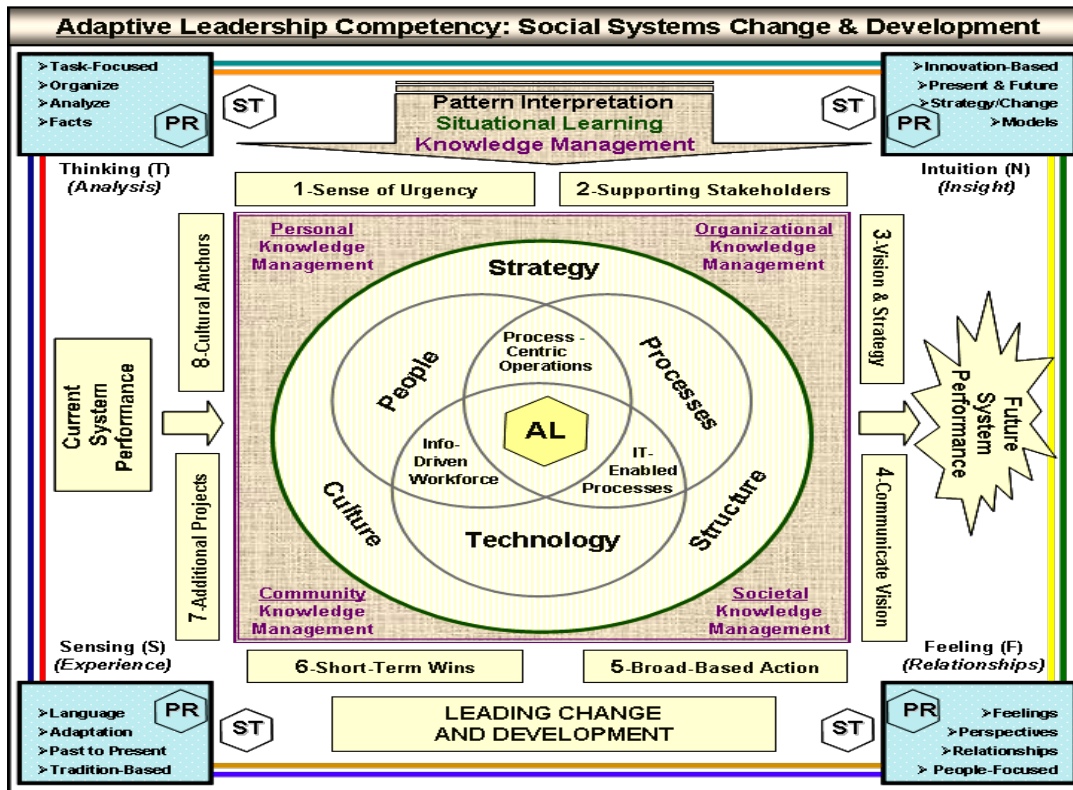 Adaptive Leadership Competency: Social Systems Change & Development
➢Task-Focused
➢Organize
➢Analyze
➢Facts
PR
ST
Thinking (T)
(Analysis)
Pattern Interpretation
Situational Learning
Knowledge Management
ST
➢Innovation-Based
➢Present & Future
➢Strategy/Change
➢Models
PR
Intuition (N)
(Insight)
1-Sense of Urgency
2-Supporting Stakeholders
3-Vision & Strategy
4-Communicate Vision
5-Broad-Based Action
6-Short-Term Wins
7-Additional Projects
8-Cultural Anchors
Current
System
Performance
Future
System
Performance
Personal
Knowledge
Management
Organizational
Knowledge
Management
Strategy
People
Process -
Centric
Operations
Processes
AL
Info-
Driven
Workforce
IT-
Enabled
Processes
Culture
Technology
Structure
Community
Knowledge
Management
Societal
Knowledge
Management
Sensing (S)
(Experience)
➢Language
➢Adaptation
➢Past to Present
➢Tradition-Based
PR
ST
LEADING CHANGE
AND DEVELOPMENT
ST
Feeling (F)
(Relationships)
PR
➢Feelings
➢Perspectives
➢Relationships
➢People-Focused